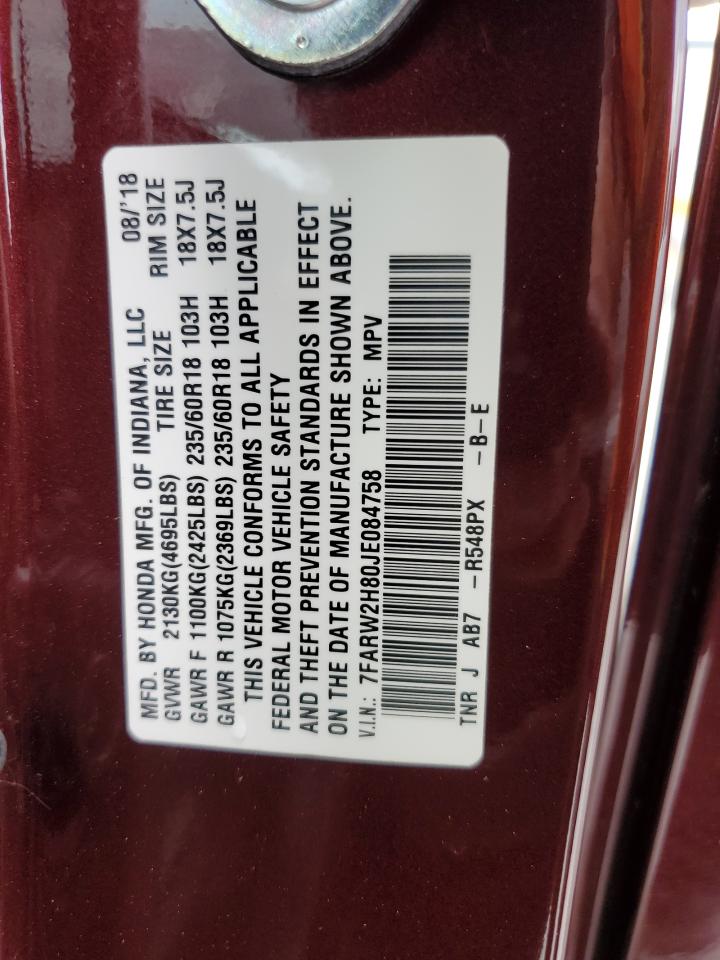 MFD. BY HONDA MFG. OF INDIANA, LLC 08/'18
GVWR 2130KG(4695LBS) TIRE SIZE RIM SIZE
GAWR F 1100KG(2425LBS) 235/60R18 103H 18X7.5J
GAWR R 1075KG(2369LBS) 235/60R18 103H 18X7.5J
THIS VEHICLE CONFORMS TO ALL APPLICABLE
FEDERAL MOTOR VEHICLE SAFETY
AND THEFT PREVENTION STANDARDS IN EFFECT
ON THE DATE OF MANUFACTURE SHOWN ABOVE.
V.I.N.: 7FARW2H80JE084758 TYPE: MPV
TNR J AB7 -R548PX -B-E